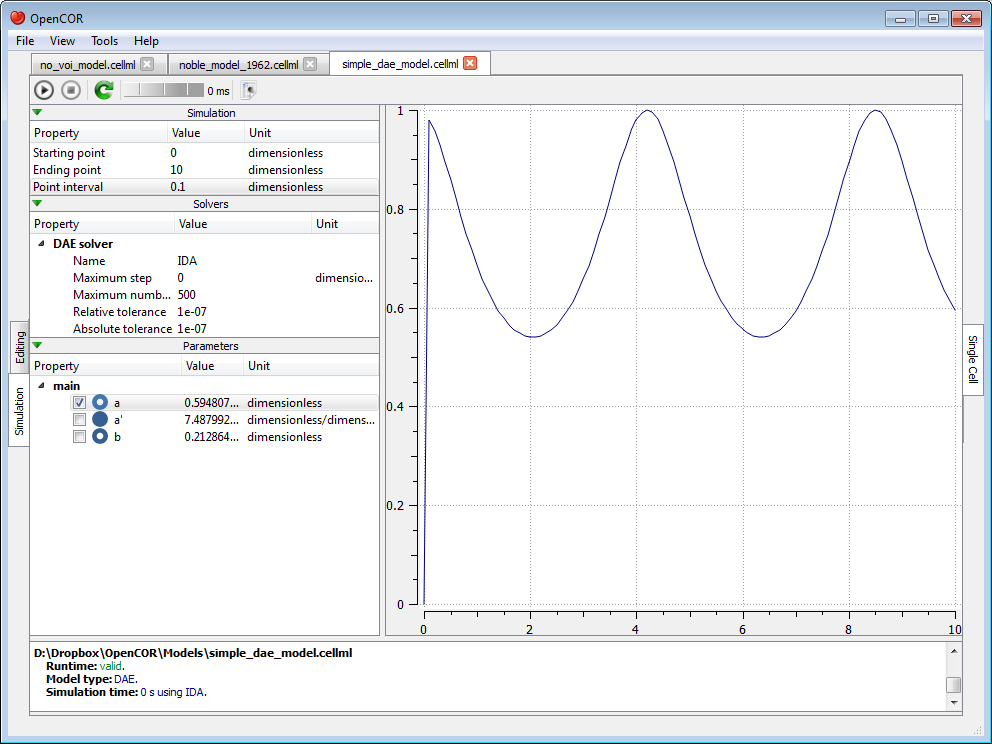 OpenCOR
File View Tools Help
no_voi_model.cellml noble_model_1962.cellml simple_dae_model.cellml
0 ms
Simulation
Property Value Unit
Starting point 0 dimensionless
Ending point 10 dimensionless
Point interval 0.1 dimensionless
Solvers
Property Value Unit
DAE solver
Name IDA
Maximum step 0 dimensio...
Maximum numb... 500
Relative tolerance 1e-07
Absolute tolerance 1e-07
Parameters
Property Value Unit
main
a 0.594807... dimensionless
a' 7.487992... dimensionless/dimens...
b 0.212864... dimensionless
Editing
Simulation
1
0.8
0.6
0.4
0.2
0
0 2 4 6 8 10
Single Cell
D:\Dropbox\OpenCOR\Models\simple_dae_model.cellml
Runtime: valid.
Model type: DAE.
Simulation time: 0 s using IDA.